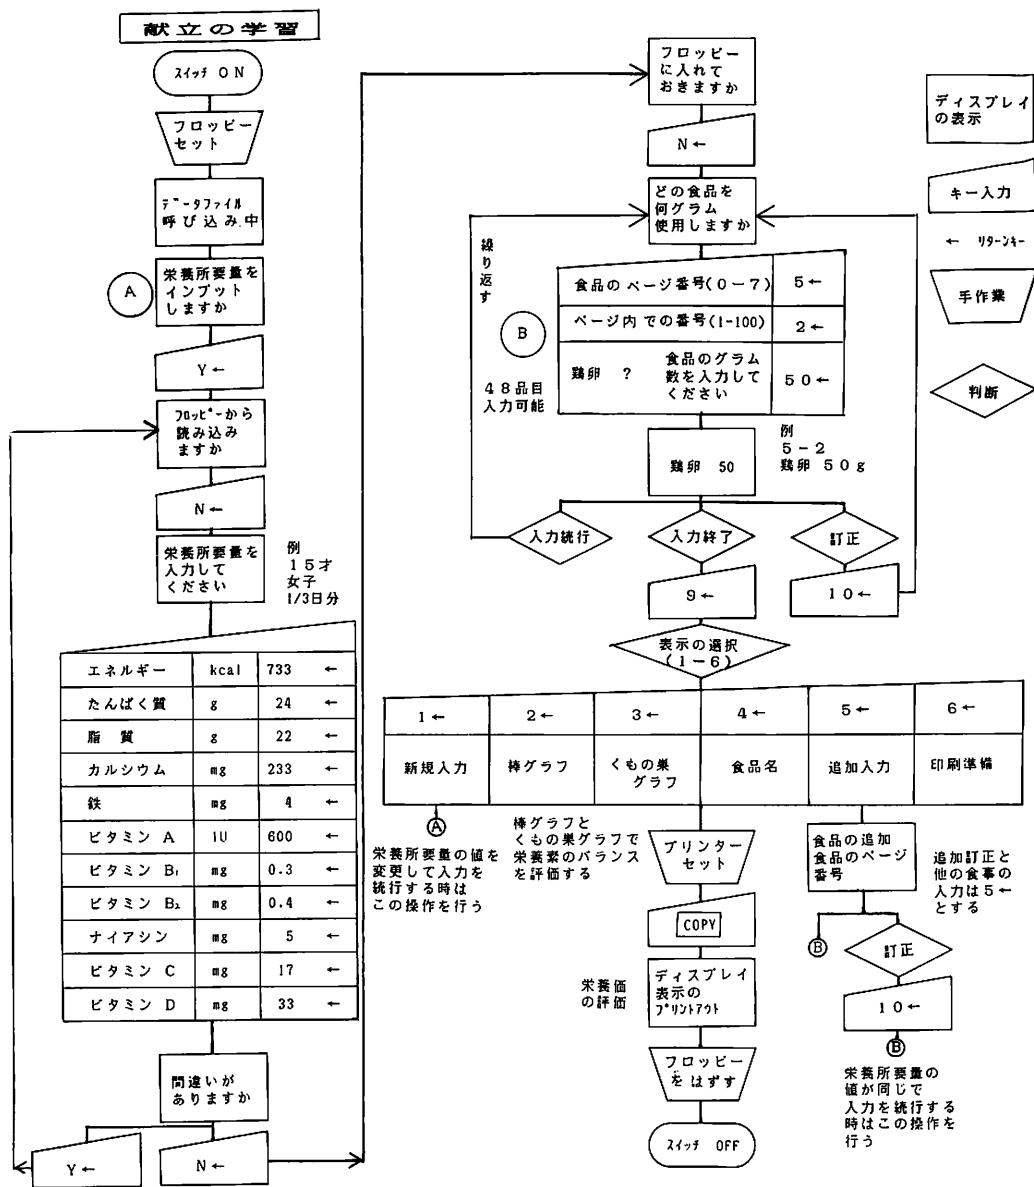 献立の学習
スイッチ ON
フロッピー
セット
データファイル
呼び込み中
A
栄養所要量を
インプット
しますか
Y←
フロッピーから
読み込み
ますか
N←
栄養所要量を
入力して
ください
例
15才
女子
1/3日分
エネルギー kcal 733 ←
たんぱく質 g 24 ←
脂 質 g 22 ←
カルシウム mg 233 ←
鉄 mg 4 ←
ビタミン A IU 600 ←
ビタミン B₁ mg 0.3 ←
ビタミン B₂ mg 0.4 ←
ナイアシン mg 5 ←
ビタミン C mg 17 ←
ビタミン D mg 33 ←
間違いが
ありますか
Y←
N←
フロッピー
に入れて
おきますか
N←
どの食品を
何グラム
使用しますか
繰り返す
B
48品目
入力可能
食品のページ番号(0-7) 5←
ページ内での番号(1-100) 2←
鶏卵 ? 食品のグラム
数を入力して
ください
50←
鶏卵 50
例
5-2
鶏卵 50g
入力続行
入力終了
訂正
9←
10←
表示の選択
(1-6)
1← 2← 3← 4← 5← 6←
新規入力 棒グラフ くもの巣
グラフ
食品名 追加入力 印刷準備
A
栄養所要量の値を
変更して入力を
続行する時は
この操作を行う
棒グラフと
くもの巣グラフで
栄養素のバランス
を評価する
プリンター
セット
COPY
栄養価
の評価
ディスプレイ
表示の
プリントアウト
フロッピー
をはずす
スイッチ OFF
食品の追加
食品のページ
番号
追加訂正と
他の食事の
入力は5←
とする
B
訂正
10←
B
栄養所要量の
値が同じで
入力を続行する
時はこの操作を
行う
ディスプレイ
の表示
キー入力
← リターンキー
手作業
判断